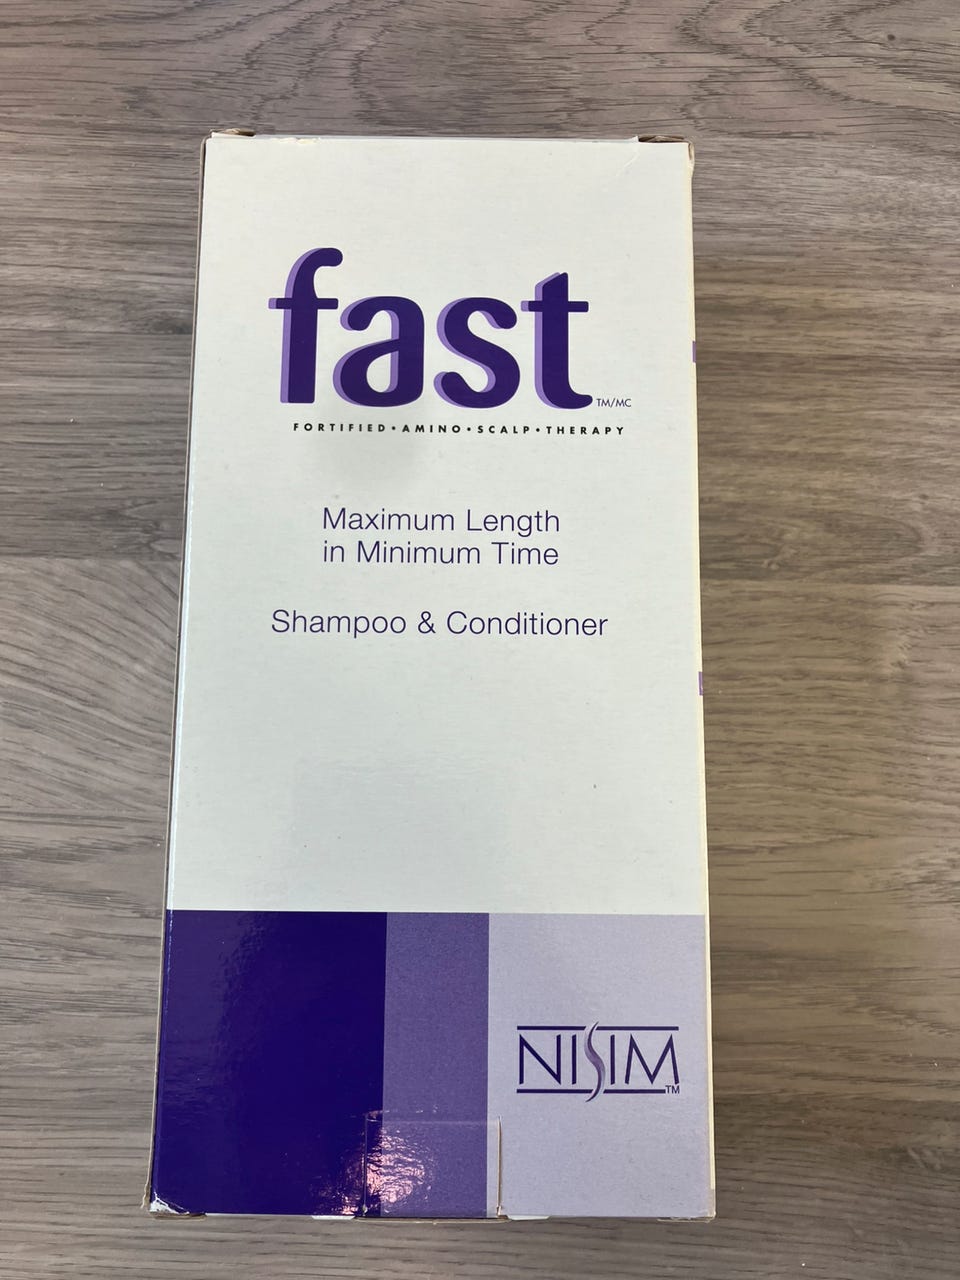 fast TM/MC
FORTIFIED • AMINO • SCALP • THERAPY
Maximum Length
in Minimum Time
Shampoo & Conditioner
NISIM TM